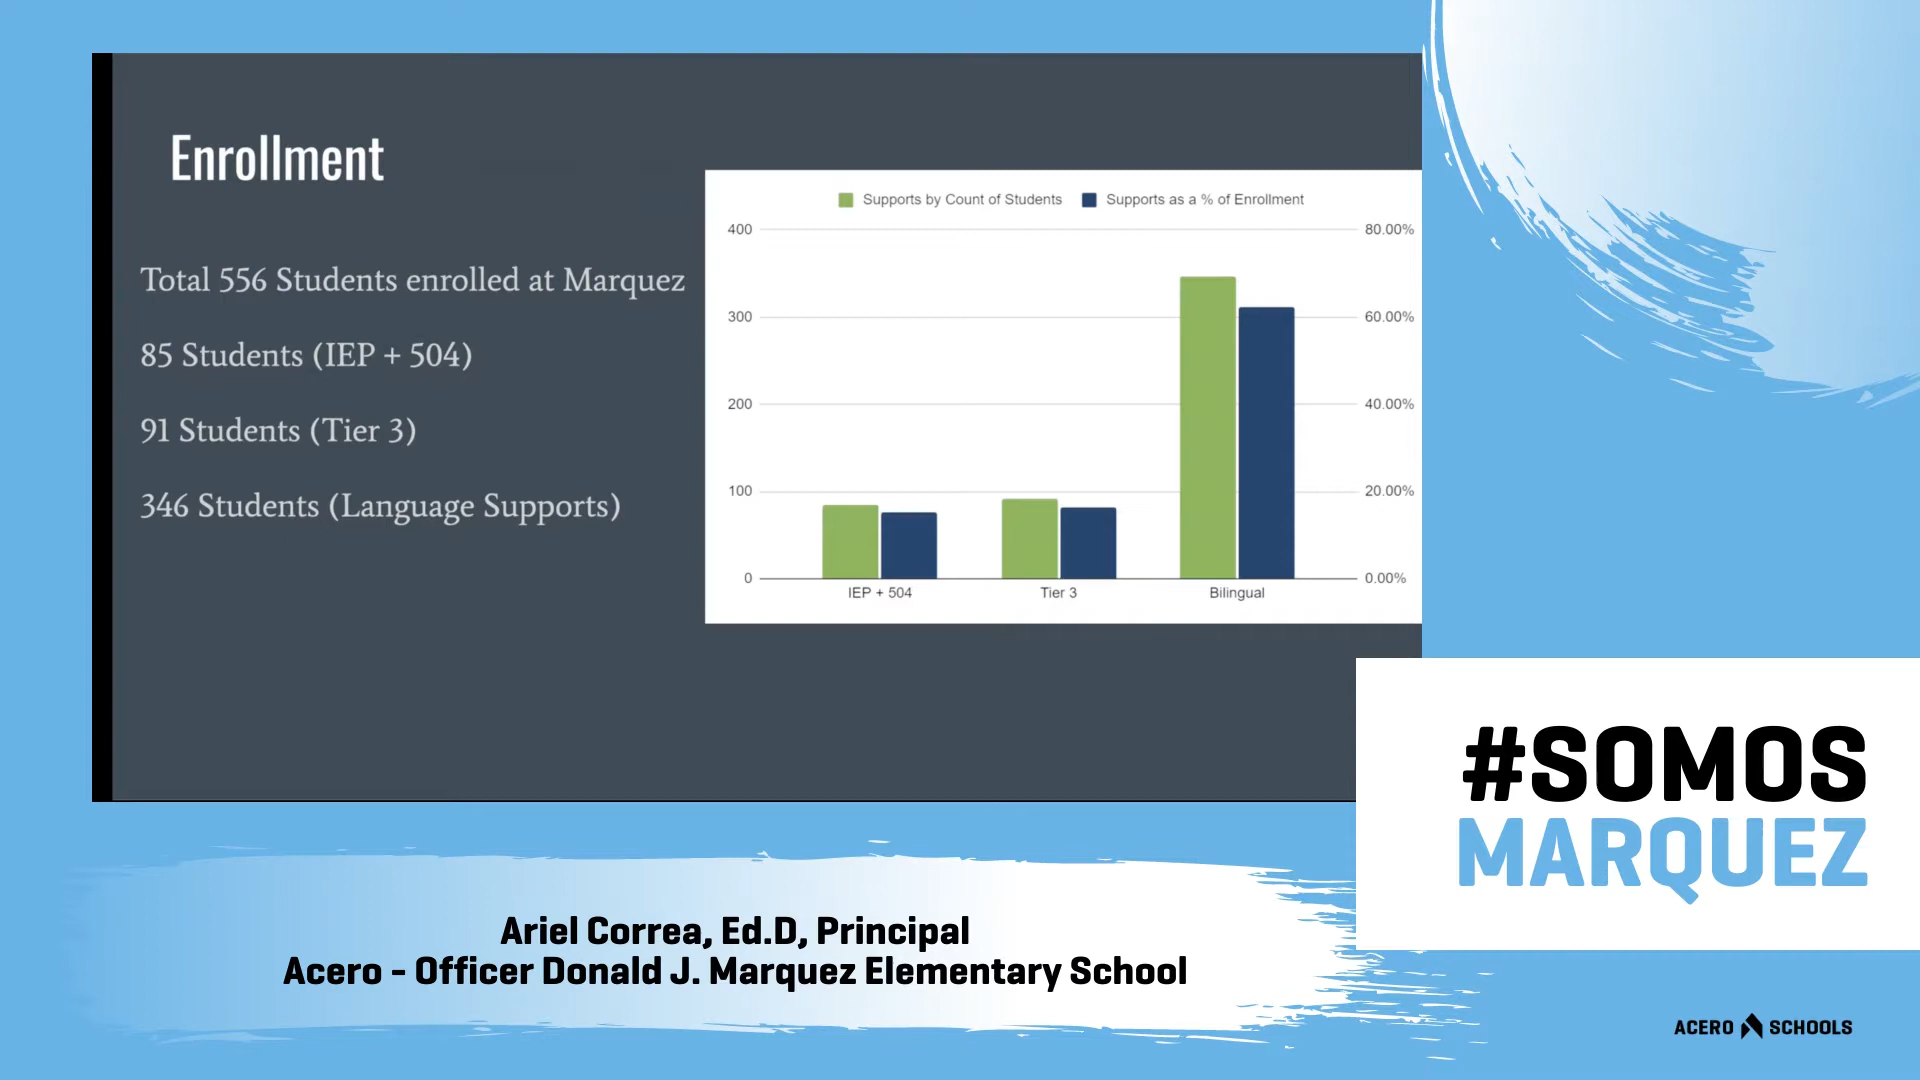 Enrollment
Total 556 Students enrolled at Marquez
85 Students (IEP + 504)
91 Students (Tier 3)
346 Students (Language Supports)
Supports by Count of Students
Supports as a % of Enrollment
400
300
200
100
0
80.00%
60.00%
40.00%
20.00%
0.00%
IEP + 504
Tier 3
Bilingual
#SOMOS
MARQUEZ
Ariel Correa, Ed.D, Principal
Acero - Officer Donald J. Marquez Elementary School
ACERO SCHOOLS